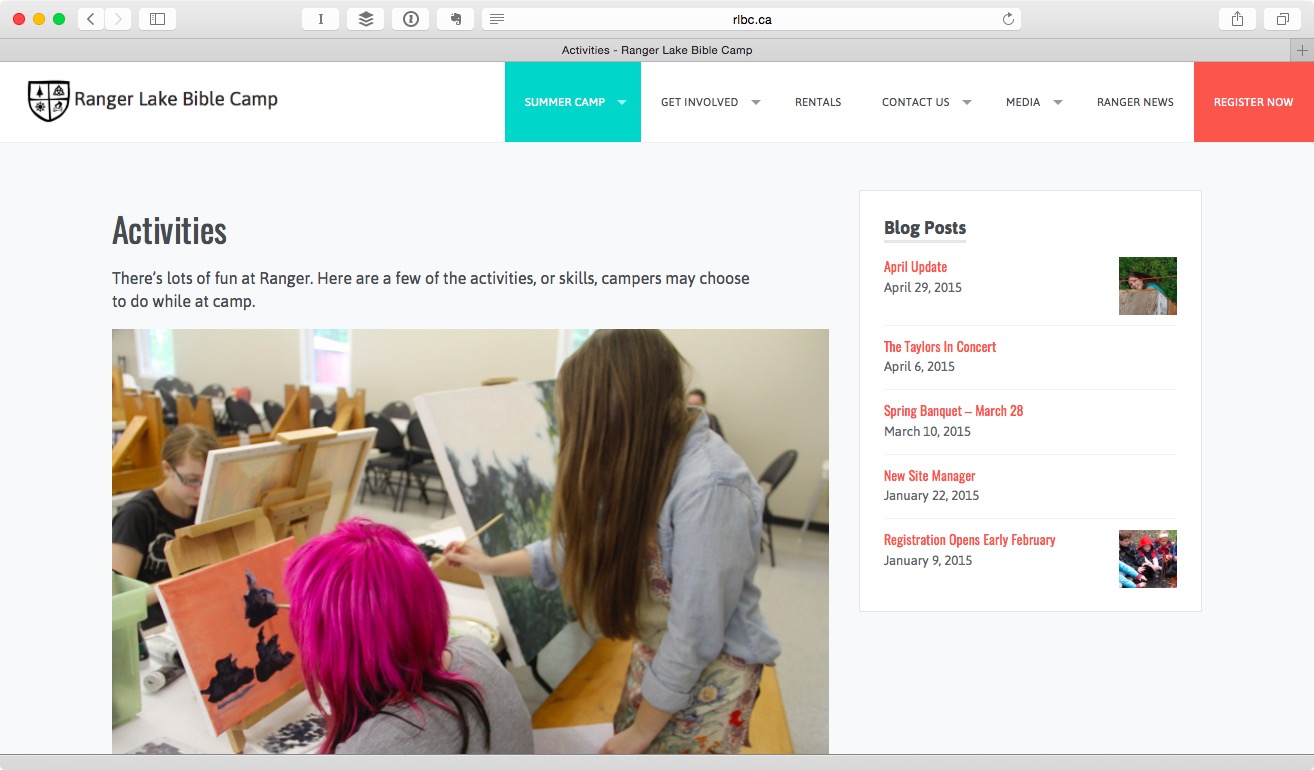 rlbc.ca
Activities - Ranger Lake Bible Camp
Ranger Lake Bible Camp
SUMMER CAMP
GET INVOLVED
RENTALS
CONTACT US
MEDIA
RANGER NEWS
REGISTER NOW
Activities
There's lots of fun at Ranger. Here are a few of the activities, or skills, campers may choose
to do while at camp.
Blog Posts
April Update
April 29, 2015
The Taylors In Concert
April 6, 2015
Spring Banquet – March 28
March 10, 2015
New Site Manager
January 22, 2015
Registration Opens Early February
January 9, 2015